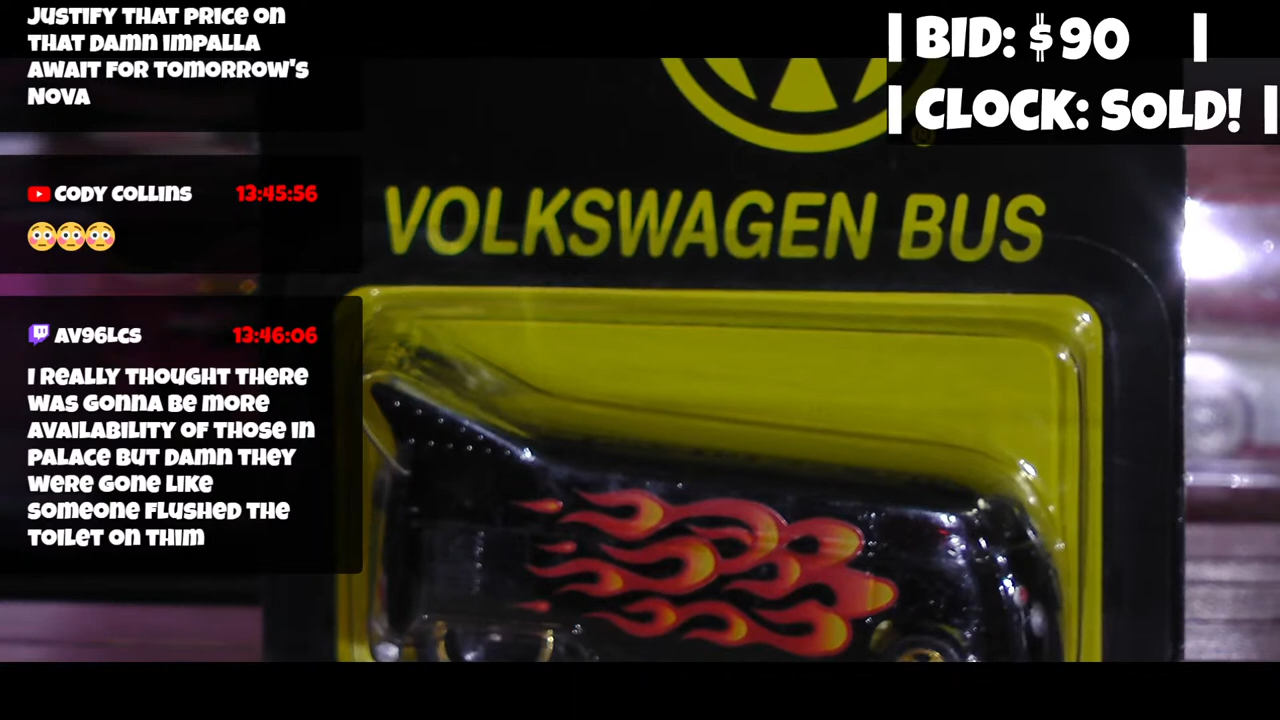 JUSTIFY THAT PRICE ON
THAT DAMN IMPALLA
AWAIT FOR TOMORROW'S
NOVA
| BID: $90 |
| CLOCK: SOLD! |
CODY COLLINS 13:45:56
😳😳😳
AV96LCS 13:46:06
I REALLY THOUGHT THERE
WAS GONNA BE MORE
AVAILABILITY OF THOSE IN
PALACE BUT DAMN THEY
WERE GONE LIKE
SOMEONE FLUSHED THE
TOILET ON THIM
®
VOLKSWAGEN BUS